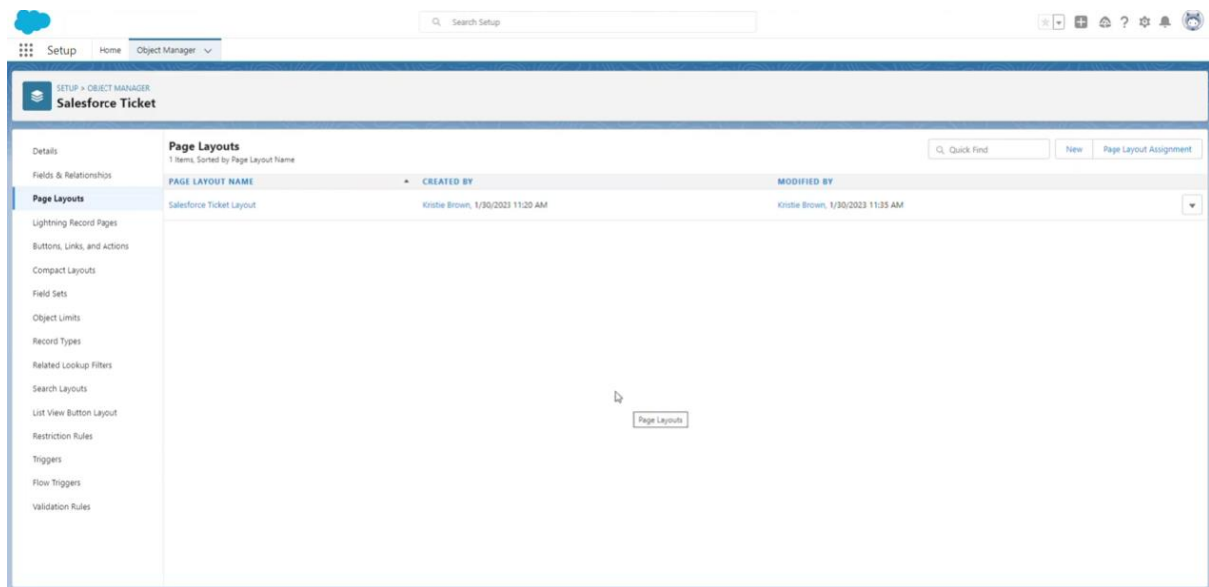 Search Setup
Setup Home Object Manager
SETUP > OBJECT MANAGER
Salesforce Ticket
Details
Fields & Relationships
Page Layouts
Lightning Record Pages
Buttons, Links, and Actions
Compact Layouts
Field Sets
Object Limits
Record Types
Related Lookup Filters
Search Layouts
List View Button Layout
Restriction Rules
Triggers
Flow Triggers
Validation Rules
Page Layouts
1 Items, Sorted by Page Layout Name
Quick Find New Page Layout Assignment
PAGE LAYOUT NAME CREATED BY MODIFIED BY
Salesforce Ticket Layout Kristie Brown, 1/30/2023 11:20 AM Kristie Brown, 1/30/2023 11:35 AM
Page Layouts